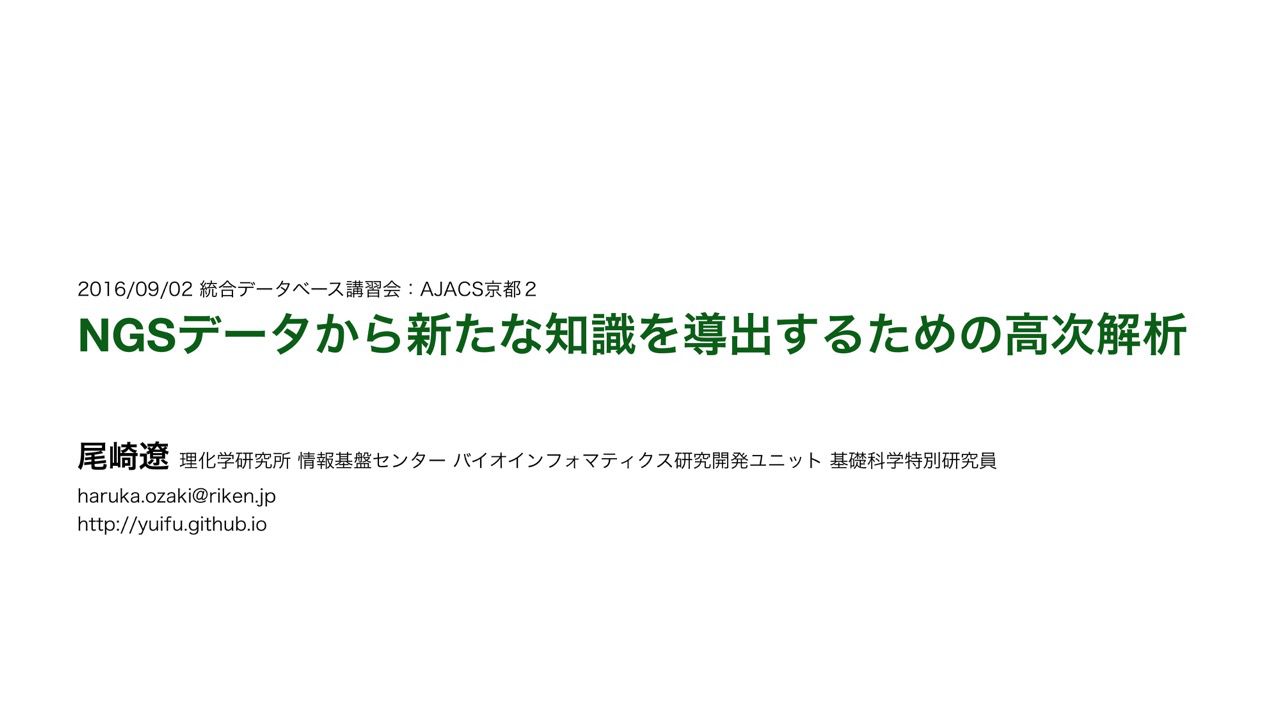 2016/09/02 統合データベース講習会：AJACS京都２
NGSデータから新たな知識を導出するための高次解析
尾崎遼 理化学研究所 情報基盤センター バイオインフォマティクス研究開発ユニット 基礎科学特別研究員
haruka.ozaki@riken.jp
http://yuifu.github.io